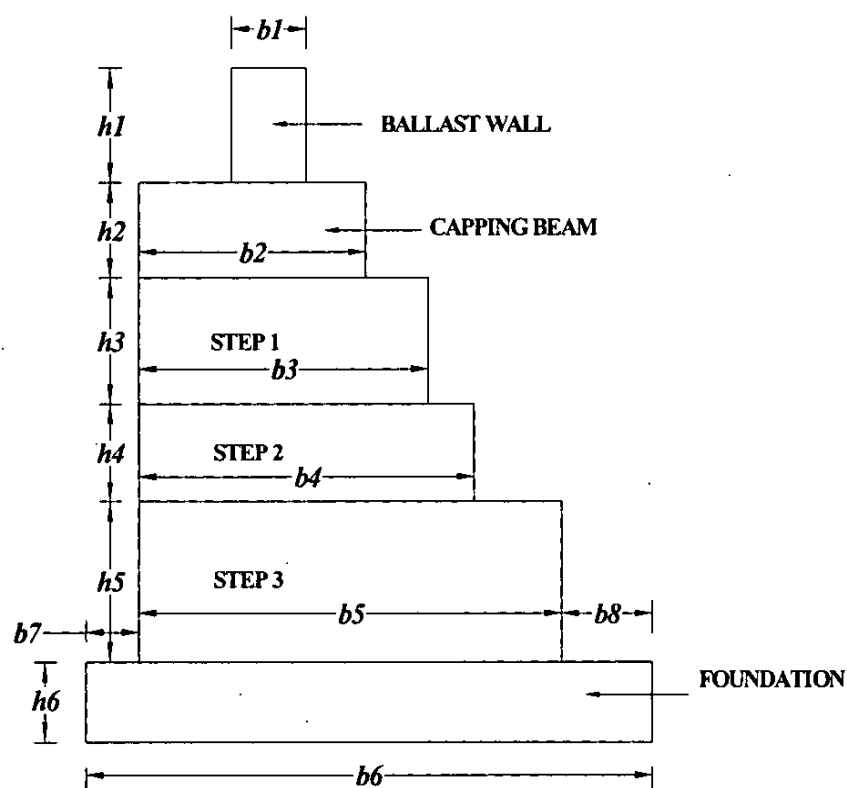 b1
h1
BALLAST WALL
h2
CAPPING BEAM
b2
h3
STEP 1
b3
h4
STEP 2
b4
h5
STEP 3
b5
b8
b7
h6
FOUNDATION
b6